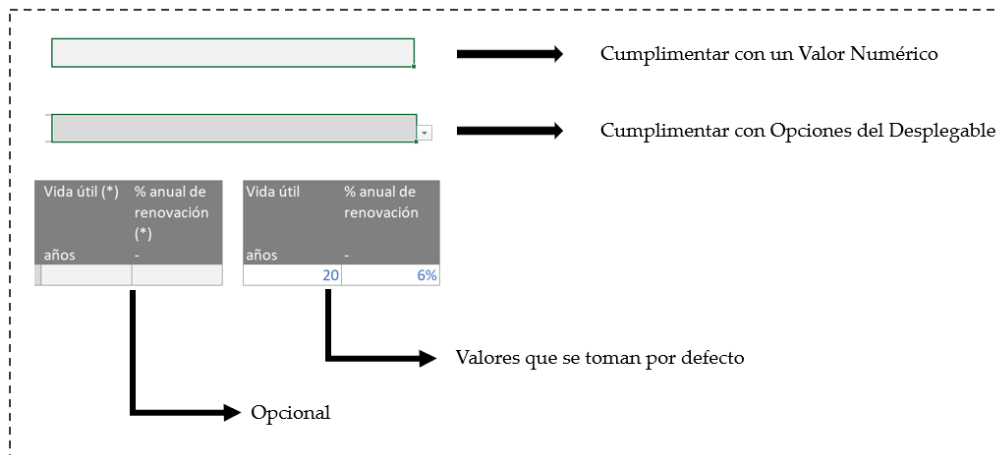 Cumplimentar con un Valor Numérico
Cumplimentar con Opciones del Desplegable
Vida útil (*)
% anual de
renovación
(*)
años
-
Vida útil
% anual de
renovación
años
-
20
6%
Valores que se toman por defecto
Opcional